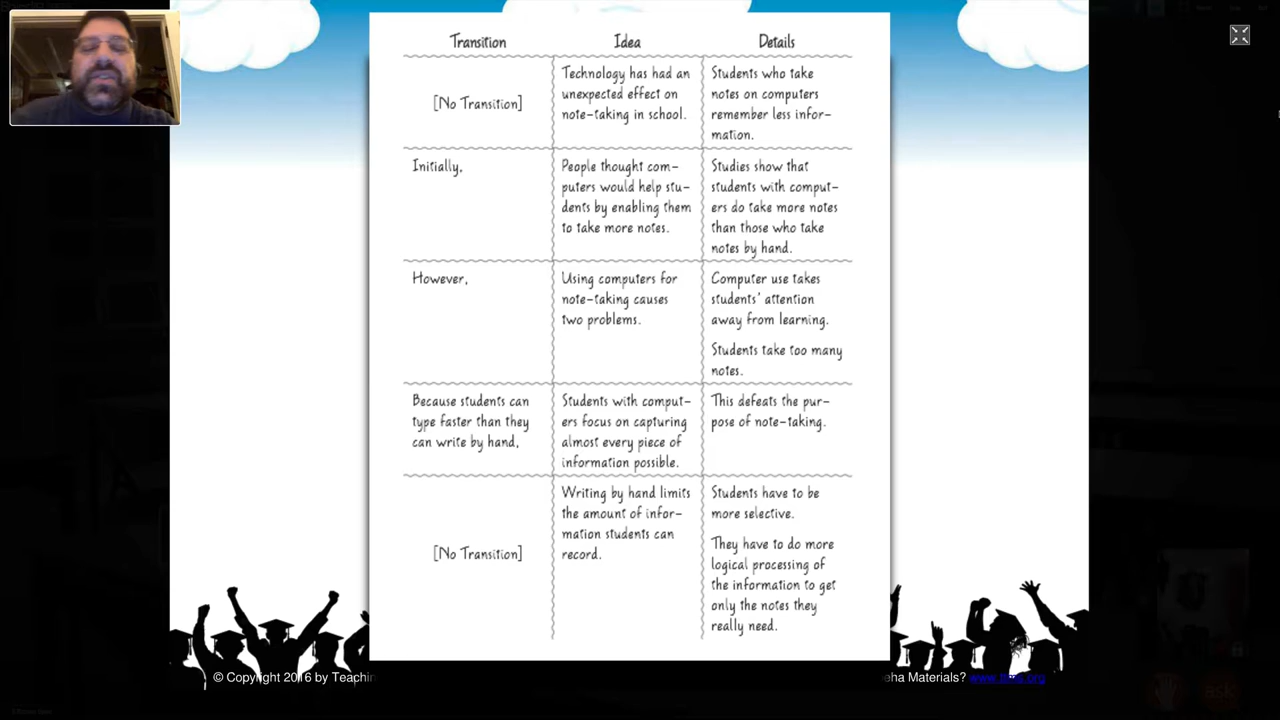 Transition Idea Details
[No Transition]
Technology has had an
unexpected effect on
note-taking in school.
Students who take
notes on computers
remember less infor-
mation.
Initially,
People thought com-
puters would help stu-
dents by enabling them
to take more notes.
Studies show that
students with comput-
ers do take more notes
than those who take
notes by hand.
However,
Using computers for
note-taking causes
two problems.
Computer use takes
students' attention
away from learning.
Students take too many
notes.
Because students can
type faster than they
can write by hand,
Students with comput-
ers focus on capturing
almost every piece of
information possible.
This defeats the pur-
pose of note-taking.
[No Transition]
Writing by hand limits
the amount of infor-
mation students can
record.
Students have to be
more selective.
They have to do more
logical processing of
the information to get
only the notes they
really need.
© Copyright 2016 by Teachin
eha Materials?